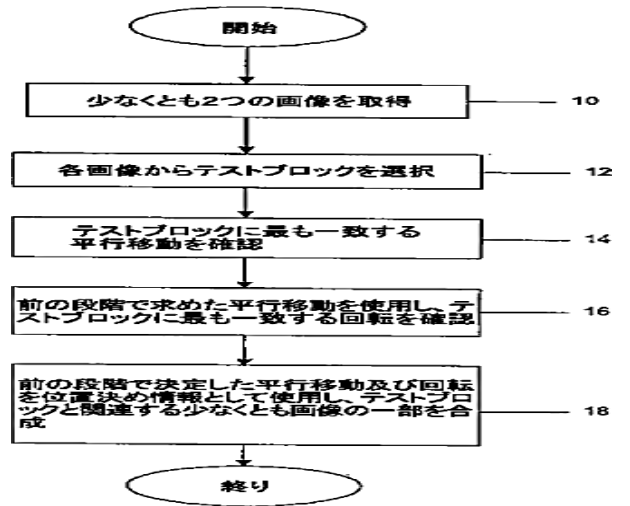 開始
少なくとも2つの画像を取得
10
各画像からテストブロックを選択
12
テストブロックに最も一致する
平行移動を確認
14
前の段階で求めた平行移動を使用し、テ
ストブロックに最も一致する回転を確認
16
前の段階で決定した平行移動及び回転
を位置決め情報として使用し、テストブロ
ックと関連する少なくとも画像の一部を合
成
18
終り